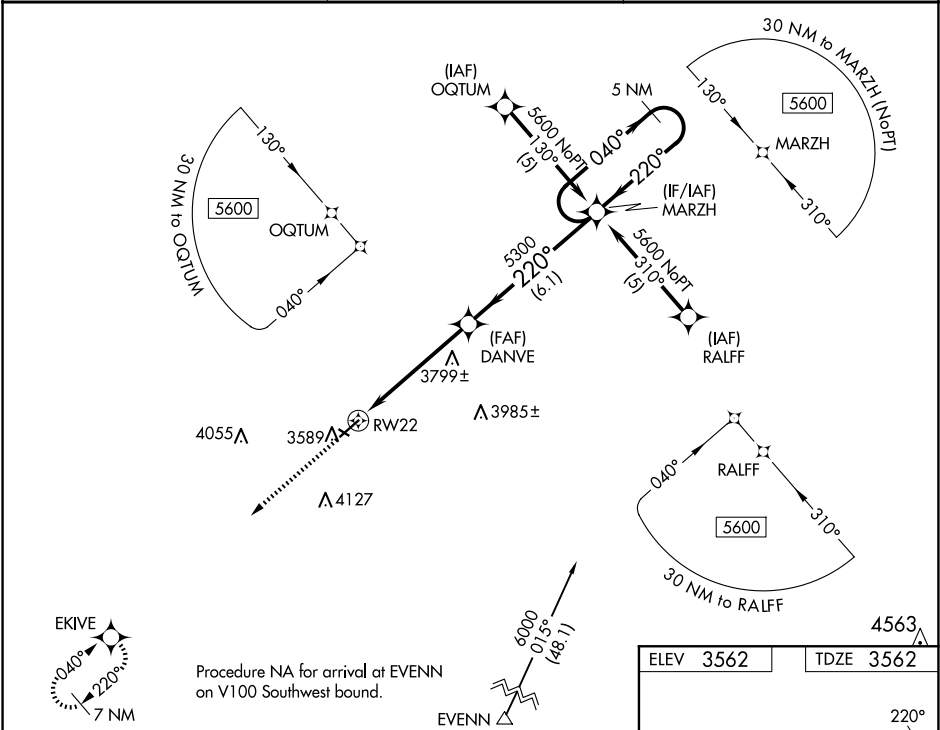 30 NM to MARZH (NoPT)
130°
5600
MARZH
310°
(IAF)
OQTUM
5 NM
5600 NoPT
130°
(5)
040°
220°
(IF/IAF)
MARZH
130°
30 NM to OQTUM
5600
OQTUM
040°
5300
220°
(6.1)
5600 NoPT
310°
(5)
(IAF)
RALFF
(FAF)
DANVE
3799±
3985±
4055
3589
RW22
4127
RALFF
040°
310°
5600
30 NM to RALFF
EKIVE
040°
220°
7 NM
Procedure NA for arrival at EVENN
on V100 Southwest bound.
6000
015°
(48.1)
EVENN
4563
ELEV 3562
TDZE 3562
220°